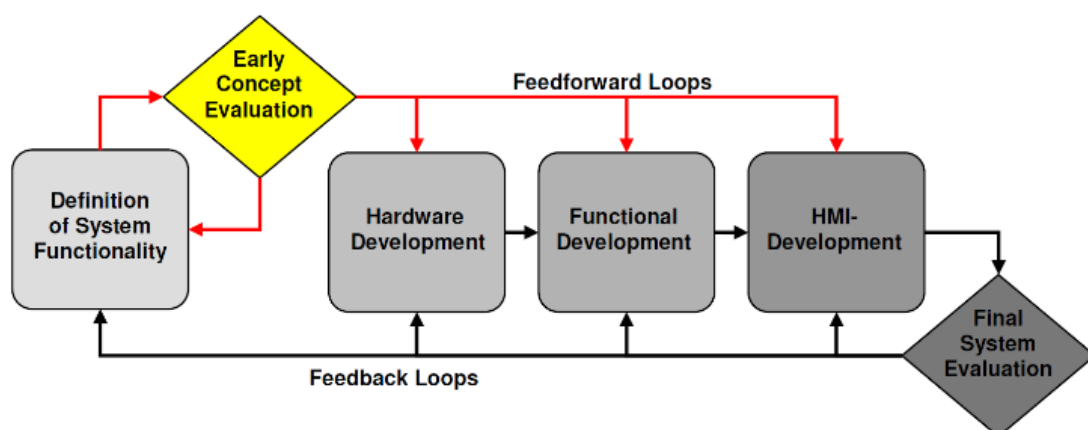 Early
Concept
Evaluation
Feedforward Loops
Definition
of System
Functionality
Hardware
Development
Functional
Development
HMI-
Development
Final
System
Evaluation
Feedback Loops